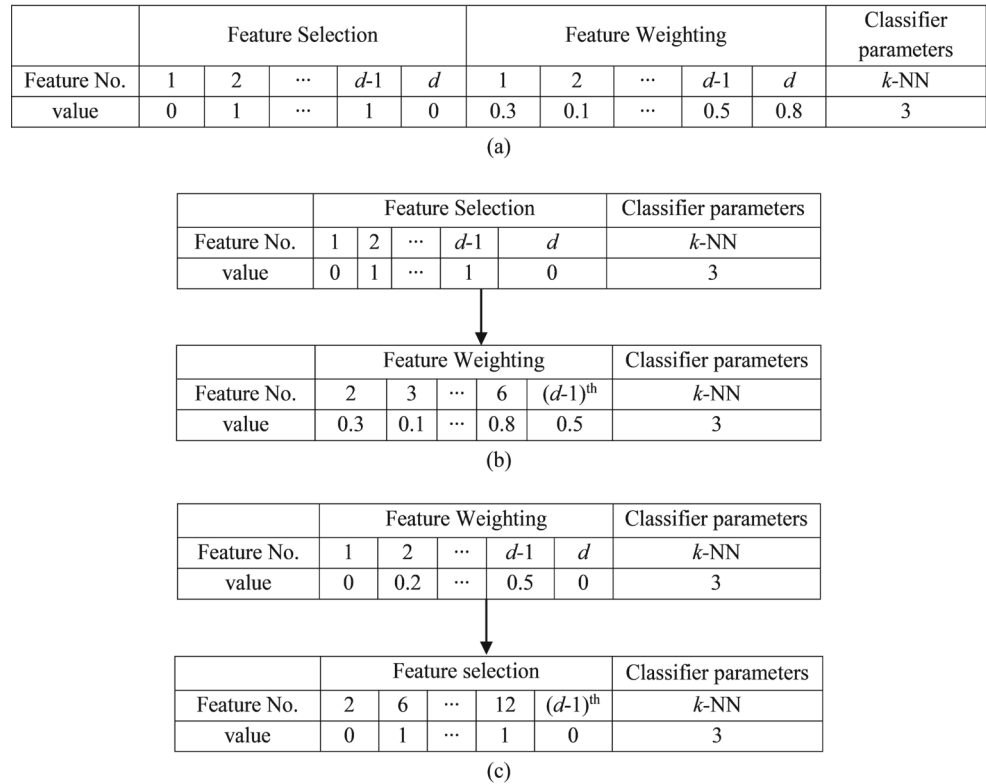 Feature Selection Feature Weighting Classifier parameters
Feature No. 1 2 ··· d-1 d 1 2 ··· d-1 d k-NN
value 0 1 ··· 1 0 0.3 0.1 ··· 0.5 0.8 3
(a)
Feature Selection Classifier parameters
Feature No. 1 2 ··· d-1 d k-NN
value 0 1 ··· 1 0 3
Feature Weighting Classifier parameters
Feature No. 2 3 ··· 6 (d-1)th k-NN
value 0.3 0.1 ··· 0.8 0.5 3
(b)
Feature Weighting Classifier parameters
Feature No. 1 2 ··· d-1 d k-NN
value 0 0.2 ··· 0.5 0 3
Feature selection Classifier parameters
Feature No. 2 6 ··· 12 (d-1)th k-NN
value 0 1 ··· 1 0 3
(c)